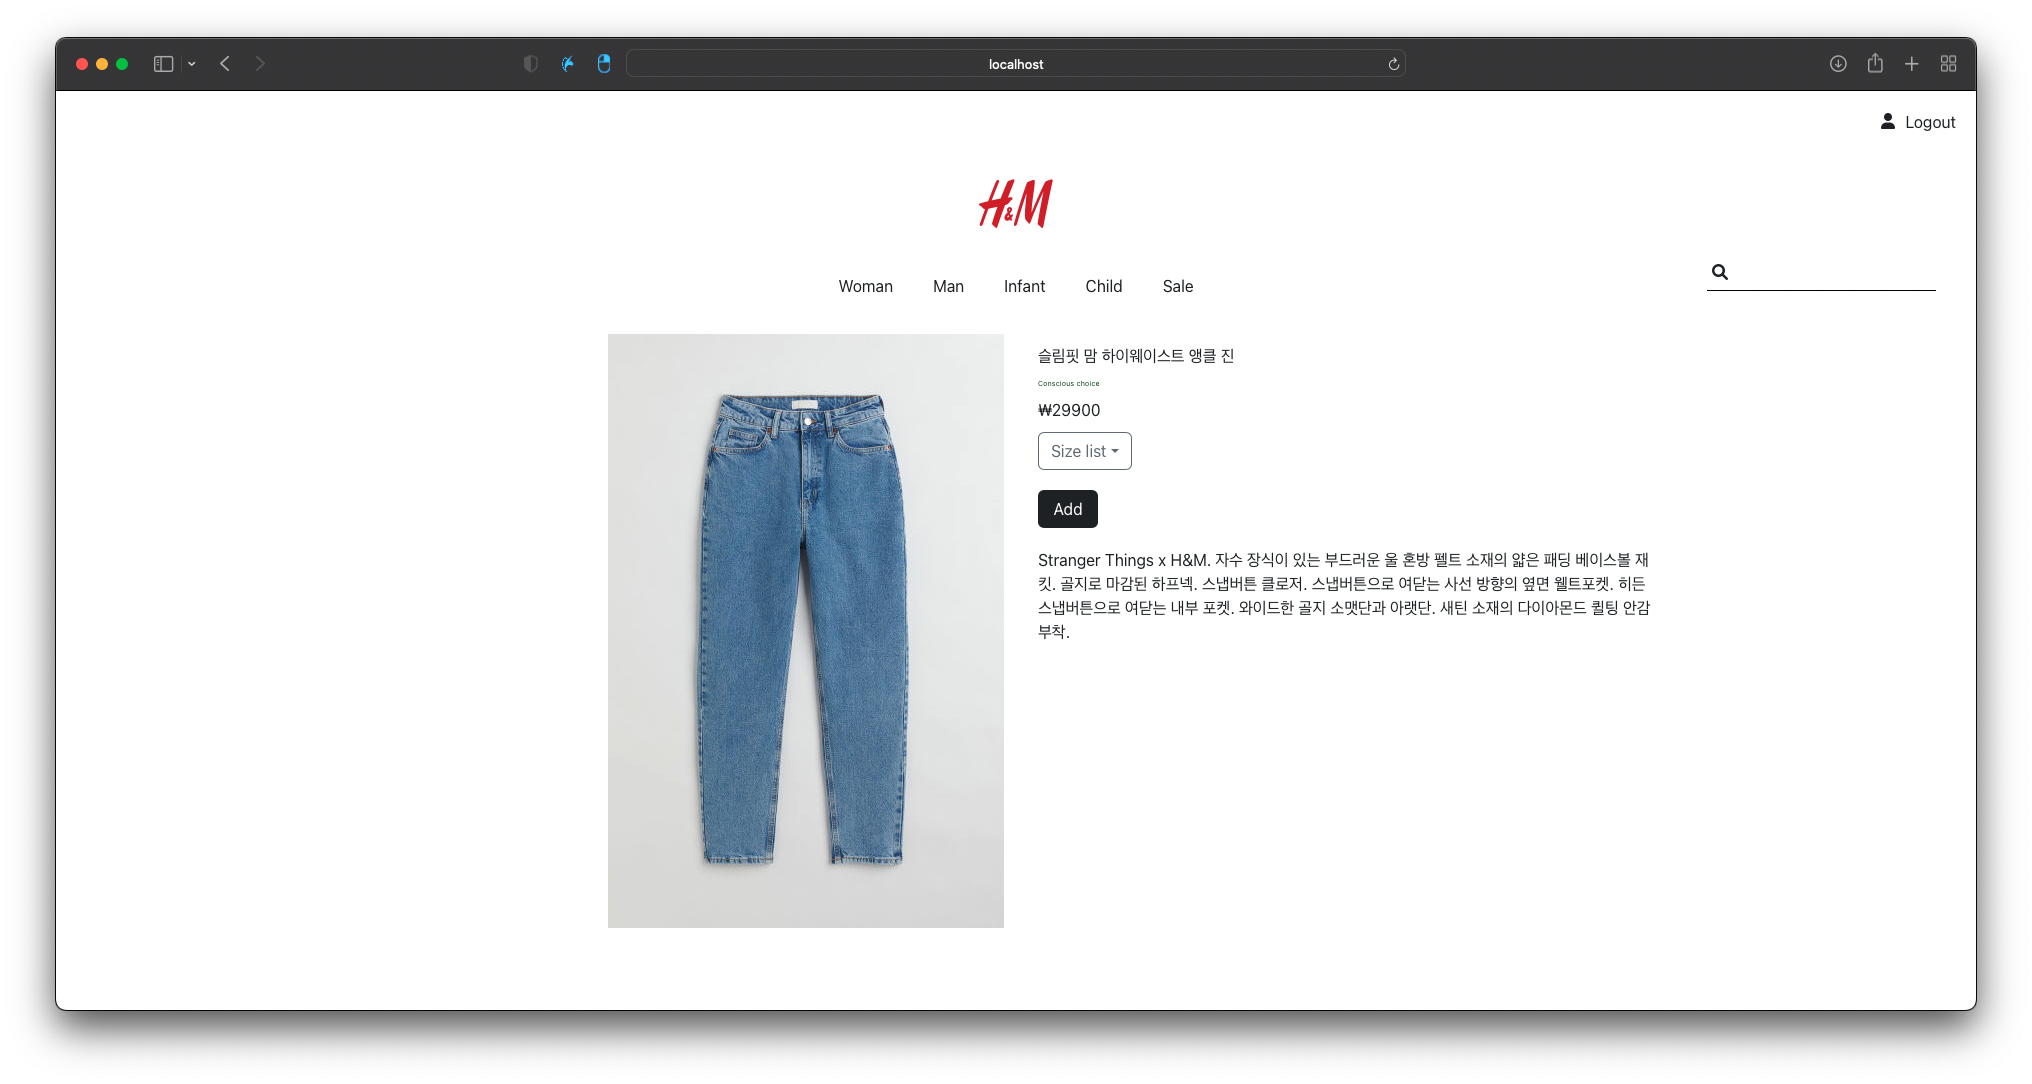 localhost
Logout
H&M
Woman Man Infant Child Sale
슬림핏 맘 하이웨이스트 앵클 진
Conscious choice
₩29900
Size list
Add
Stranger Things x H&M. 자수 장식이 있는 부드러운 울 혼방 펠트 소재의 얇은 패딩 베이스볼 재
킷. 골지로 마감된 하프넥. 스냅버튼 클로저. 스냅버튼으로 여닫는 사선 방향의 옆면 웰트포켓. 히든
스냅버튼으로 여닫는 내부 포켓. 와이드한 골지 소맷단과 아랫단. 새틴 소재의 다이아몬드 퀼팅 안감
부착.